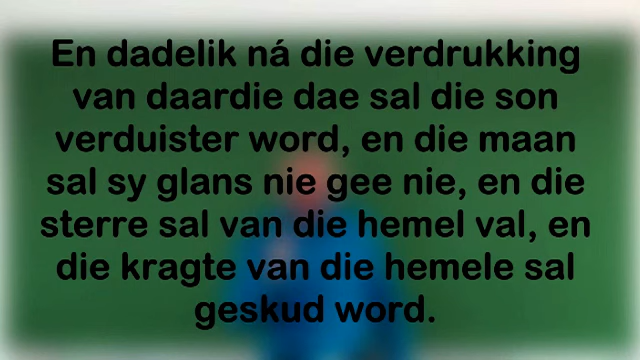 En dadelik ná die verdrukking
van daardie dae sal die son
verduister word, en die maan
sal sy glans nie gee nie, en die
sterre sal van die hemel val, en
die kragte van die hemele sal
geskud word.